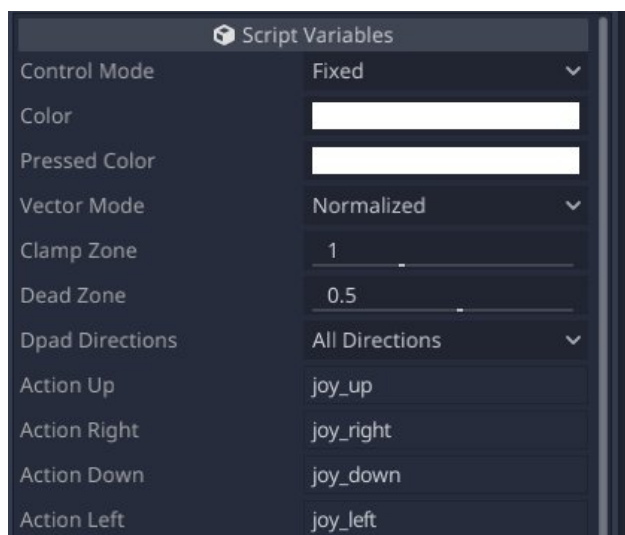 Script Variables
Control Mode Fixed
Color
Pressed Color
Vector Mode Normalized
Clamp Zone 1
Dead Zone 0.5
Dpad Directions All Directions
Action Up joy_up
Action Right joy_right
Action Down joy_down
Action Left joy_left